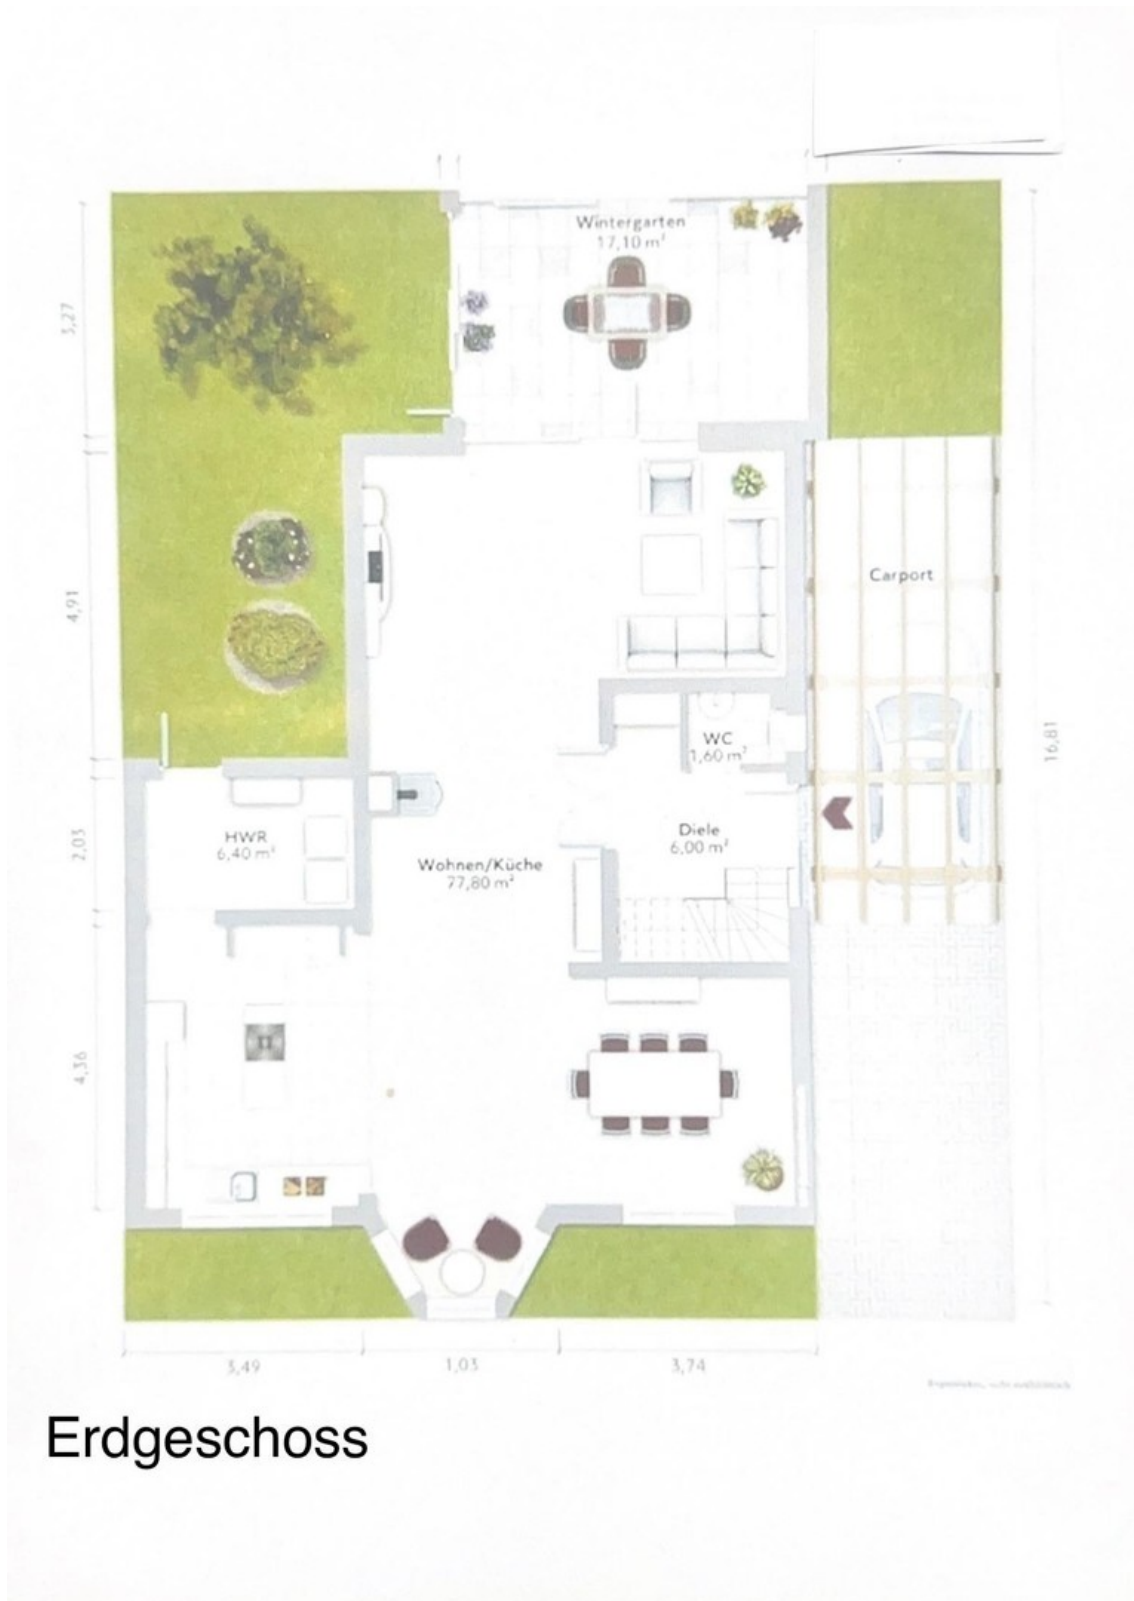 Wintergarten
17,10 m²
3,27
4,91
Carport
WC
1,60 m²
16,81
HWR
6,40 m²
Diele
6,00 m²
2,03
Wohnen/Küche
77,80 m²
4,36
3,49
1,03
3,74
Erdgeschoss